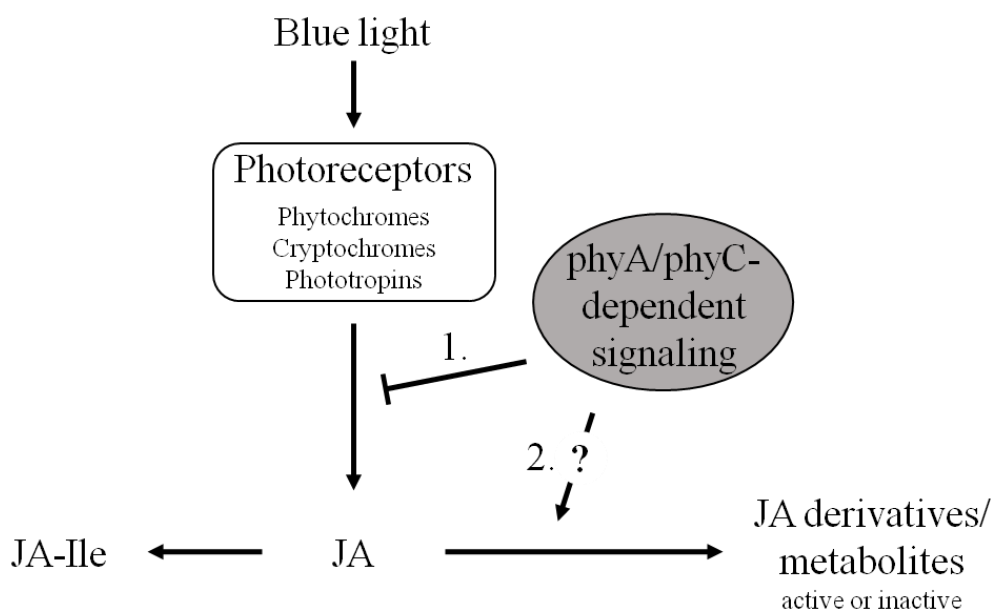 Blue light
Photoreceptors
Phytochromes
Cryptochromes
Phototropins
phyA/phyC-
dependent
signaling
1.
2. ?
JA-Ile
JA
JA derivatives/
metabolites
active or inactive